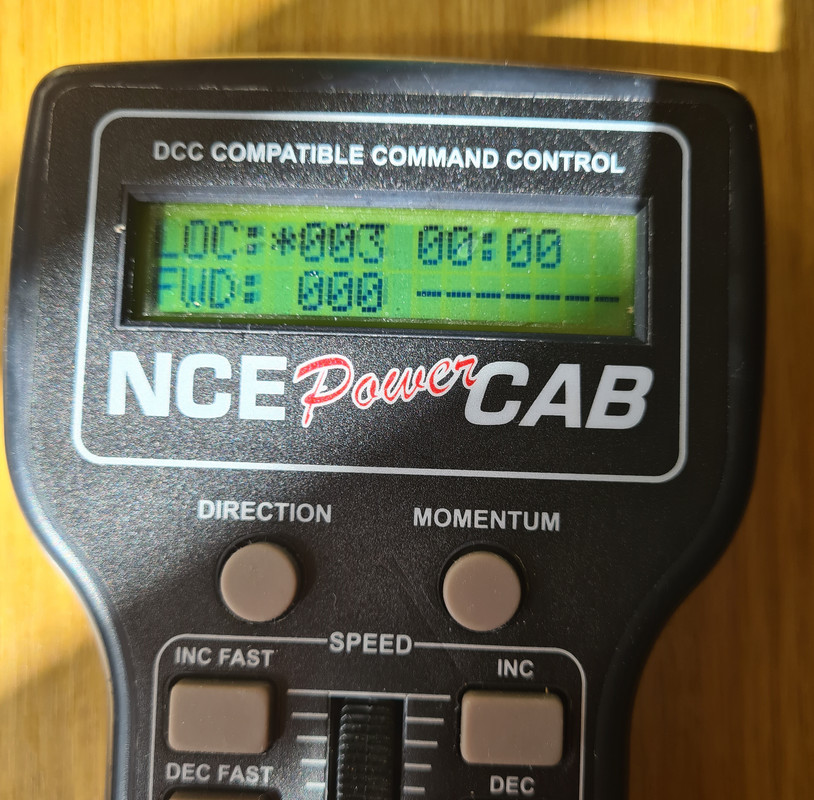 DCC COMPATIBLE COMMAND CONTROL
LOC:*003 00:00
FWD: 000 -------
NCE Power CAB
DIRECTION MOMENTUM
SPEED
INC FAST INC
DEC FAST DEC